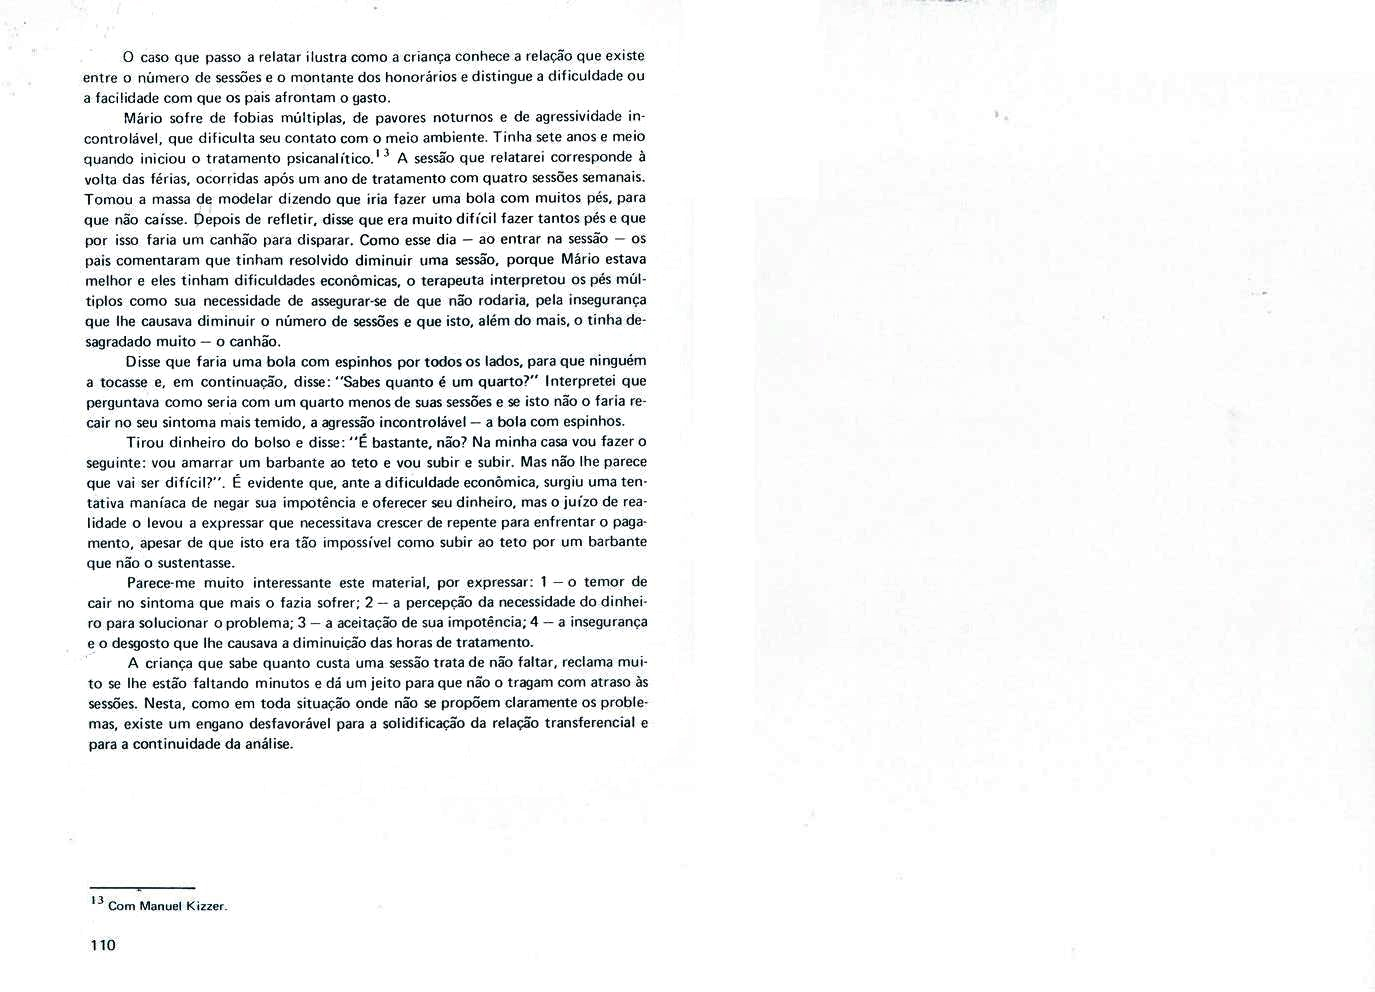 O caso que passo a relatar ilustra como a criança conhece a relação que existe
entre o número de sessões e o montante dos honorários e distingue a dificuldade ou
a facilidade com que os pais afrontam o gasto.
Mário sofre de fobias múltiplas, de pavores noturnos e de agressividade in-
controlável, que dificulta seu contato com o meio ambiente. Tinha sete anos e meio
quando iniciou o tratamento psicanalítico.¹³ A sessão que relatarei corresponde à
volta das férias, ocorridas após um ano de tratamento com quatro sessões semanais.
Tomou a massa de modelar dizendo que iria fazer uma bola com muitos pés, para
que não caísse. Depois de refletir, disse que era muito difícil fazer tantos pés e que
por isso faria um canhão para disparar. Como esse dia — ao entrar na sessão — os
pais comentaram que tinham resolvido diminuir uma sessão, porque Mário estava
melhor e eles tinham dificuldades econômicas, o terapeuta interpretou os pés múl-
tiplos como sua necessidade de assegurar-se de que não rodaria, pela insegurança
que lhe causava diminuir o número de sessões e que isto, além do mais, o tinha de-
sagradado muito — o canhão.
Disse que faria uma bola com espinhos por todos os lados, para que ninguém
a tocasse e, em continuação, disse: "Sabes quanto é um quarto?" Interpretei que
perguntava como seria com um quarto menos de suas sessões e se isto não o faria re-
cair no seu sintoma mais temido, a agressão incontrolável — a bola com espinhos.
Tirou dinheiro do bolso e disse: "É bastante, não? Na minha casa vou fazer o
seguinte: vou amarrar um barbante ao teto e vou subir e subir. Mas não lhe parece
que vai ser difícil?". É evidente que, ante a dificuldade econômica, surgiu uma ten-
tativa maníaca de negar sua impotência e oferecer seu dinheiro, mas o juízo de rea-
lidade o levou a expressar que necessitava crescer de repente para enfrentar o paga-
mento, apesar de que isto era tão impossível como subir ao teto por um barbante
que não o sustentasse.
Parece-me muito interessante este material, por expressar: 1 — o temor de
cair no sintoma que mais o fazia sofrer; 2 — a percepção da necessidade do dinhei-
ro para solucionar o problema; 3 — a aceitação de sua impotência; 4 — a insegurança
e o desgosto que lhe causava a diminuição das horas de tratamento.
A criança que sabe quanto custa uma sessão trata de não faltar, reclama mui-
to se lhe estão faltando minutos e dá um jeito para que não o tragam com atraso às
sessões. Nesta, como em toda situação onde não se propõem claramente os proble-
mas, existe um engano desfavorável para a solidificação da relação transferencial e
para a continuidade da análise.
¹³ Com Manuel Kizzer.
110